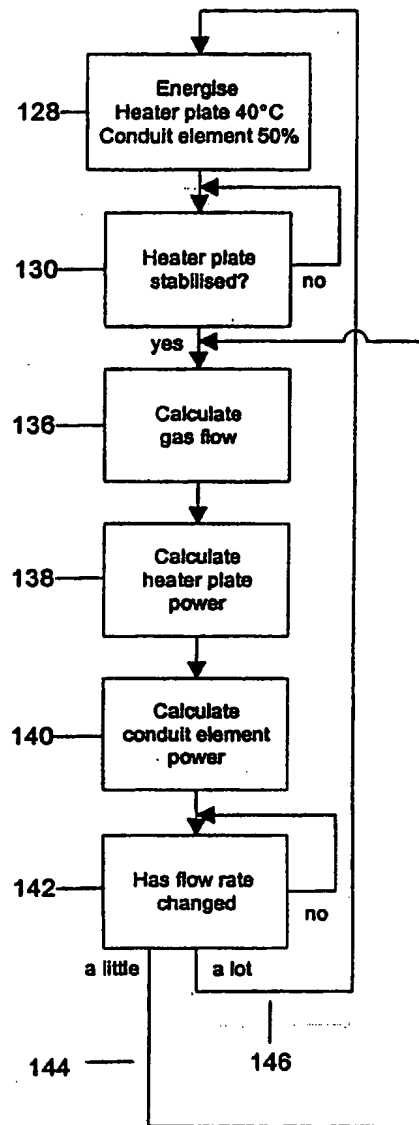 128
Energise
Heater plate 40°C
Conduit element 50%
130
Heater plate
stabilised?
no
yes
136
Calculate
gas flow
138
Calculate
heater plate
power
140
Calculate
conduit element
power
142
Has flow rate
changed
no
a little
a lot
144
146